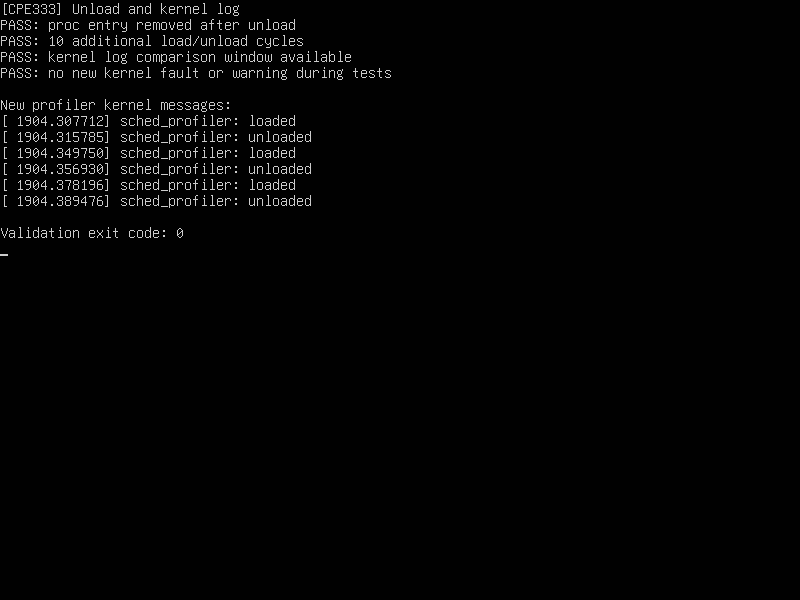 [CPE333] Unload and kernel log
PASS: proc entry removed after unload
PASS: 10 additional load/unload cycles
PASS: kernel log comparison window available
PASS: no new kernel fault or warning during tests
New profiler kernel messages:
[ 1904.307712] sched_profiler: loaded
[ 1904.315785] sched_profiler: unloaded
[ 1904.349750] sched_profiler: loaded
[ 1904.356930] sched_profiler: unloaded
[ 1904.378196] sched_profiler: loaded
[ 1904.389476] sched_profiler: unloaded
Validation exit code: 0